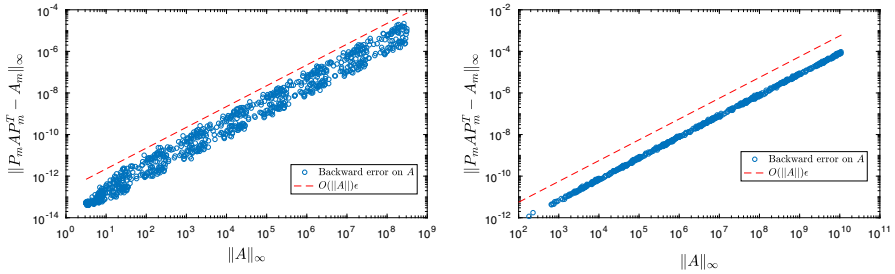 10^-4
10^-6
10^-8
10^-10
10^-12
10^-14
‖P_m A P_m^T − A_m‖_∞
10^0 10^1 10^2 10^3 10^4 10^5 10^6 10^7 10^8 10^9
‖A‖_∞
Backward error on A
O(||A||)ϵ
10^-4
10^-6
10^-8
10^-10
10^-12
‖P_m A P_m^T − A_m‖_∞
10^2 10^3 10^4 10^5 10^6 10^7 10^8 10^9 10^10 10^11
‖A‖_∞
Backward error on A
O(||A||)ϵ